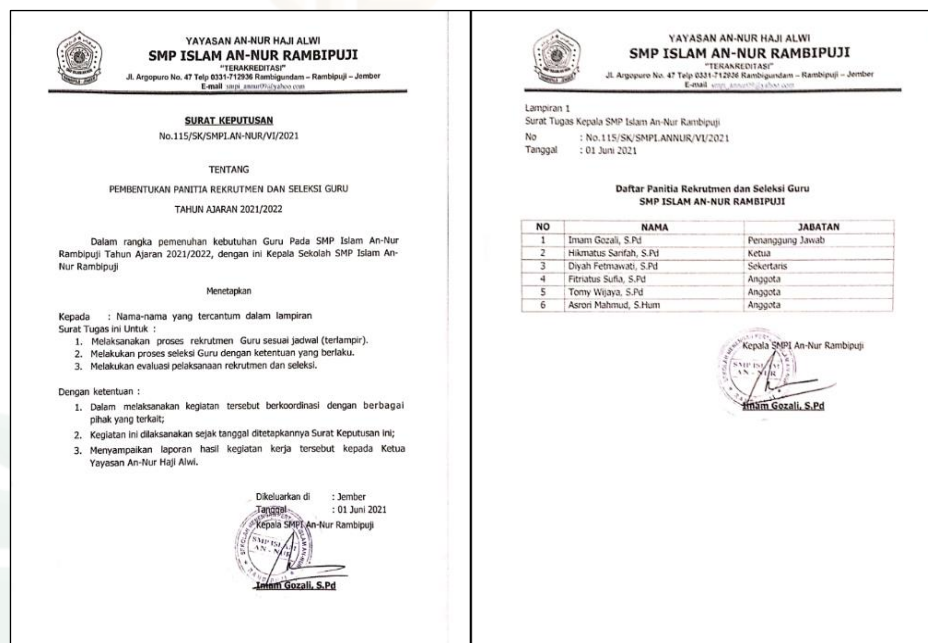 YAYASAN AN-NUR HAJI ALWI
SMP ISLAM AN-NUR RAMBIPUJI
"TERAKREDITASI"
Jl. Argopuro No. 47 Telp 0331-712936 Rambigundam – Rambipuji – Jember
E-mail
SURAT KEPUTUSAN
No.115/SK/SMPI.AN-NUR/VI/2021
TENTANG
PEMBENTUKAN PANITIA REKRUTMEN DAN SELEKSI GURU
TAHUN AJARAN 2021/2022
Dalam rangka pemenuhan kebutuhan Guru Pada SMP Islam An-Nur
Rambipuji Tahun Ajaran 2021/2022, dengan ini Kepala Sekolah SMP Islam An-
Nur Rambipuji
Menetapkan
Kepada : Nama-nama yang tercantum dalam lampiran
Surat Tugas ini Untuk :
1. Melaksanakan proses rekrutmen Guru sesuai jadwal (terlampir).
2. Melakukan proses seleksi Guru dengan ketentuan yang berlaku.
3. Melakukan evaluasi pelaksanaan rekrutmen dan seleksi.
Dengan ketentuan :
1. Dalam melaksanakan kegiatan tersebut berkoordinasi dengan berbagai
pihak yang terkait;
2. Kegiatan ini dilaksanakan sejak tanggal ditetapkannya Surat Keputusan ini;
3. Menyampaikan laporan hasil kegiatan kerja tersebut kepada Ketua
Yayasan An-Nur Haji Alwi.
Dikeluarkan di : Jember
Tanggal : 01 Juni 2021
Kepala SMPI An-Nur Rambipuji
SMP ISLAM
AN - NUR
Imam Gozali, S.Pd
YAYASAN AN-NUR HAJI ALWI
SMP ISLAM AN-NUR RAMBIPUJI
"TERAKREDITASI"
Jl. Argopuro No. 47 Telp 0331-712936 Rambigundam – Rambipuji – Jember
E-mail
Lampiran 1
Surat Tugas Kepala SMP Islam An-Nur Rambipuji
No : No.115/SK/SMPI.ANNUR/VI/2021
Tanggal : 01 Juni 2021
Daftar Panitia Rekrutmen dan Seleksi Guru
SMP ISLAM AN-NUR RAMBIPUJI
NO NAMA JABATAN
1 Imam Gozali, S.Pd Penanggung Jawab
2 Hikmatus Sarifah, S.Pd Ketua
3 Diyah Fetmawati, S.Pd Sekertaris
4 Fitriatus Sufia, S.Pd Anggota
5 Tomy Wijaya, S.Pd Anggota
6 Asrori Mahmud, S.Hum Anggota
Kepala SMPI An-Nur Rambipuji
SMP ISLAM
AN - NUR
Imam Gozali, S.Pd